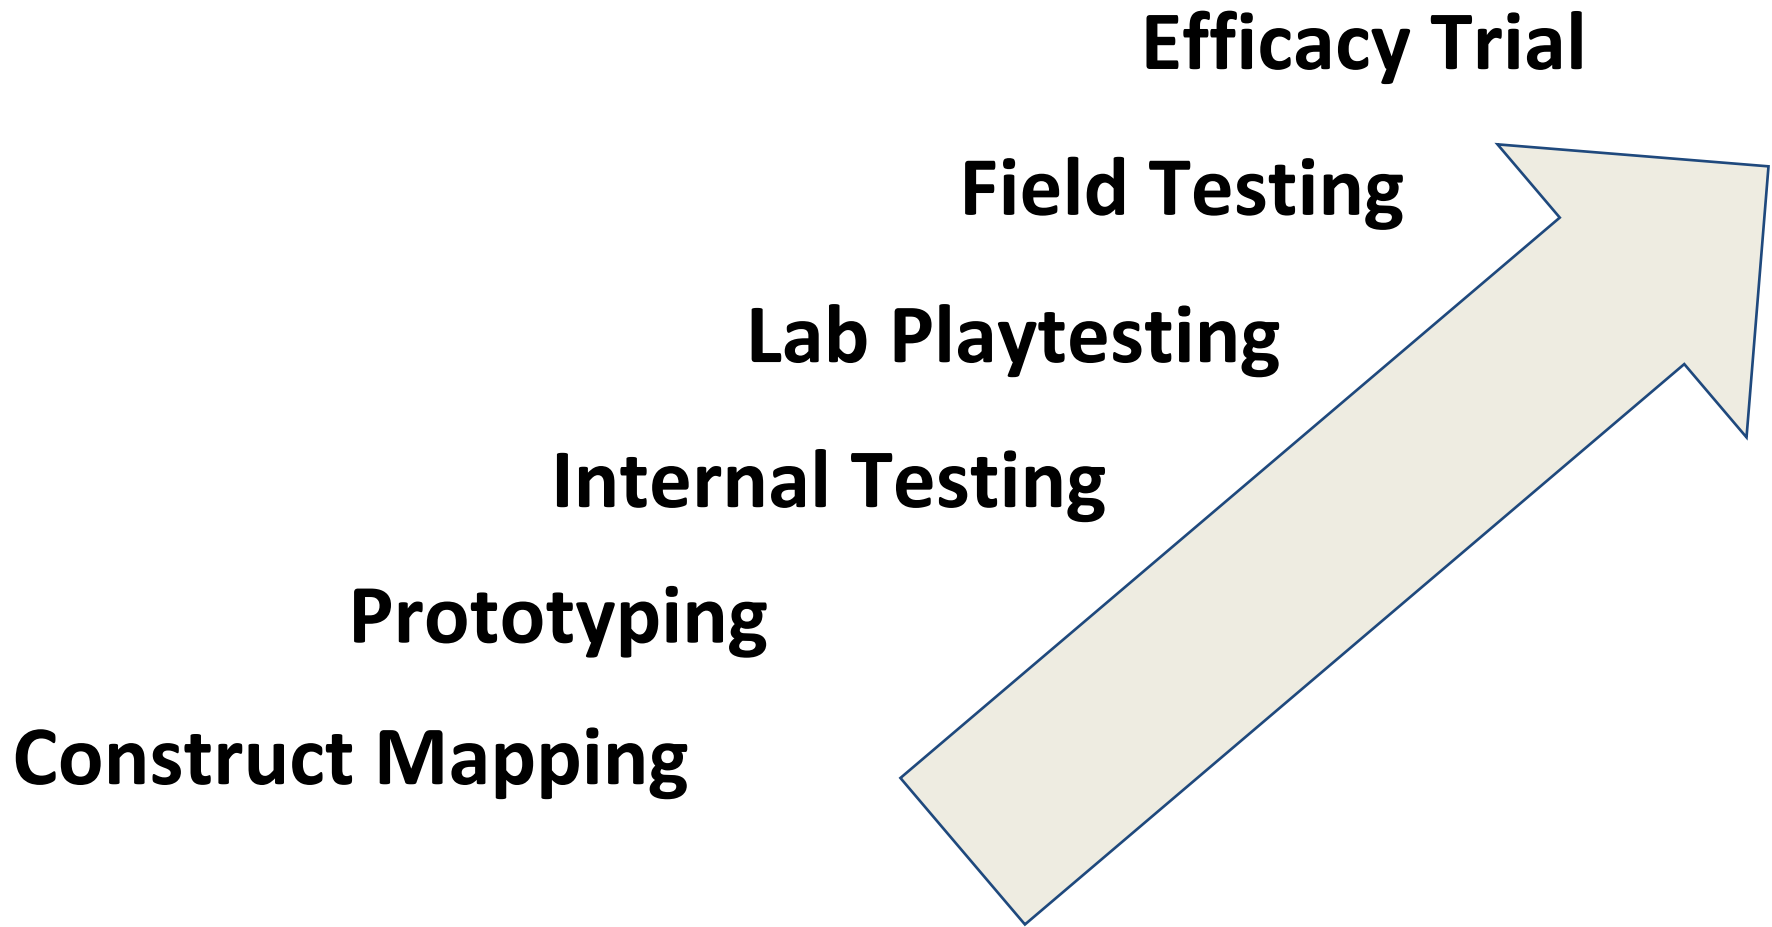 Efficacy Trial
Field Testing
Lab Playtesting
Internal Testing
Prototyping
Construct Mapping